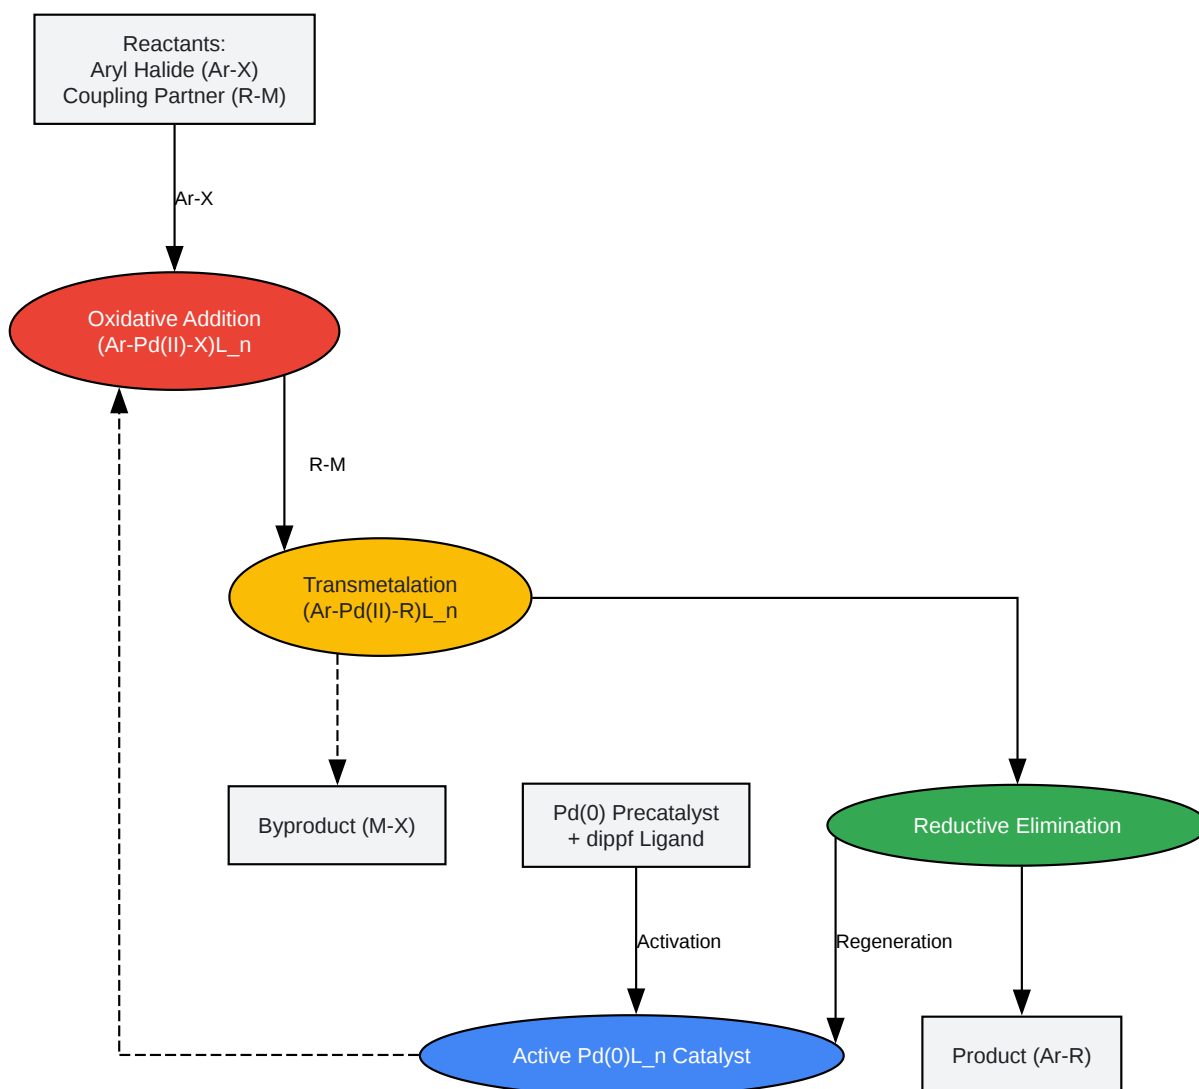 Reactants:
Aryl Halide (Ar-X)
Coupling Partner (R-M)
Ar-X
Oxidative Addition
(Ar-Pd(II)-X)L_n
R-M
Transmetalation
(Ar-Pd(II)-R)L_n
Byproduct (M-X)
Pd(0) Precatalyst
+ dippf Ligand
Reductive Elimination
Activation
Regeneration
Active Pd(0)L_n Catalyst
Product (Ar-R)